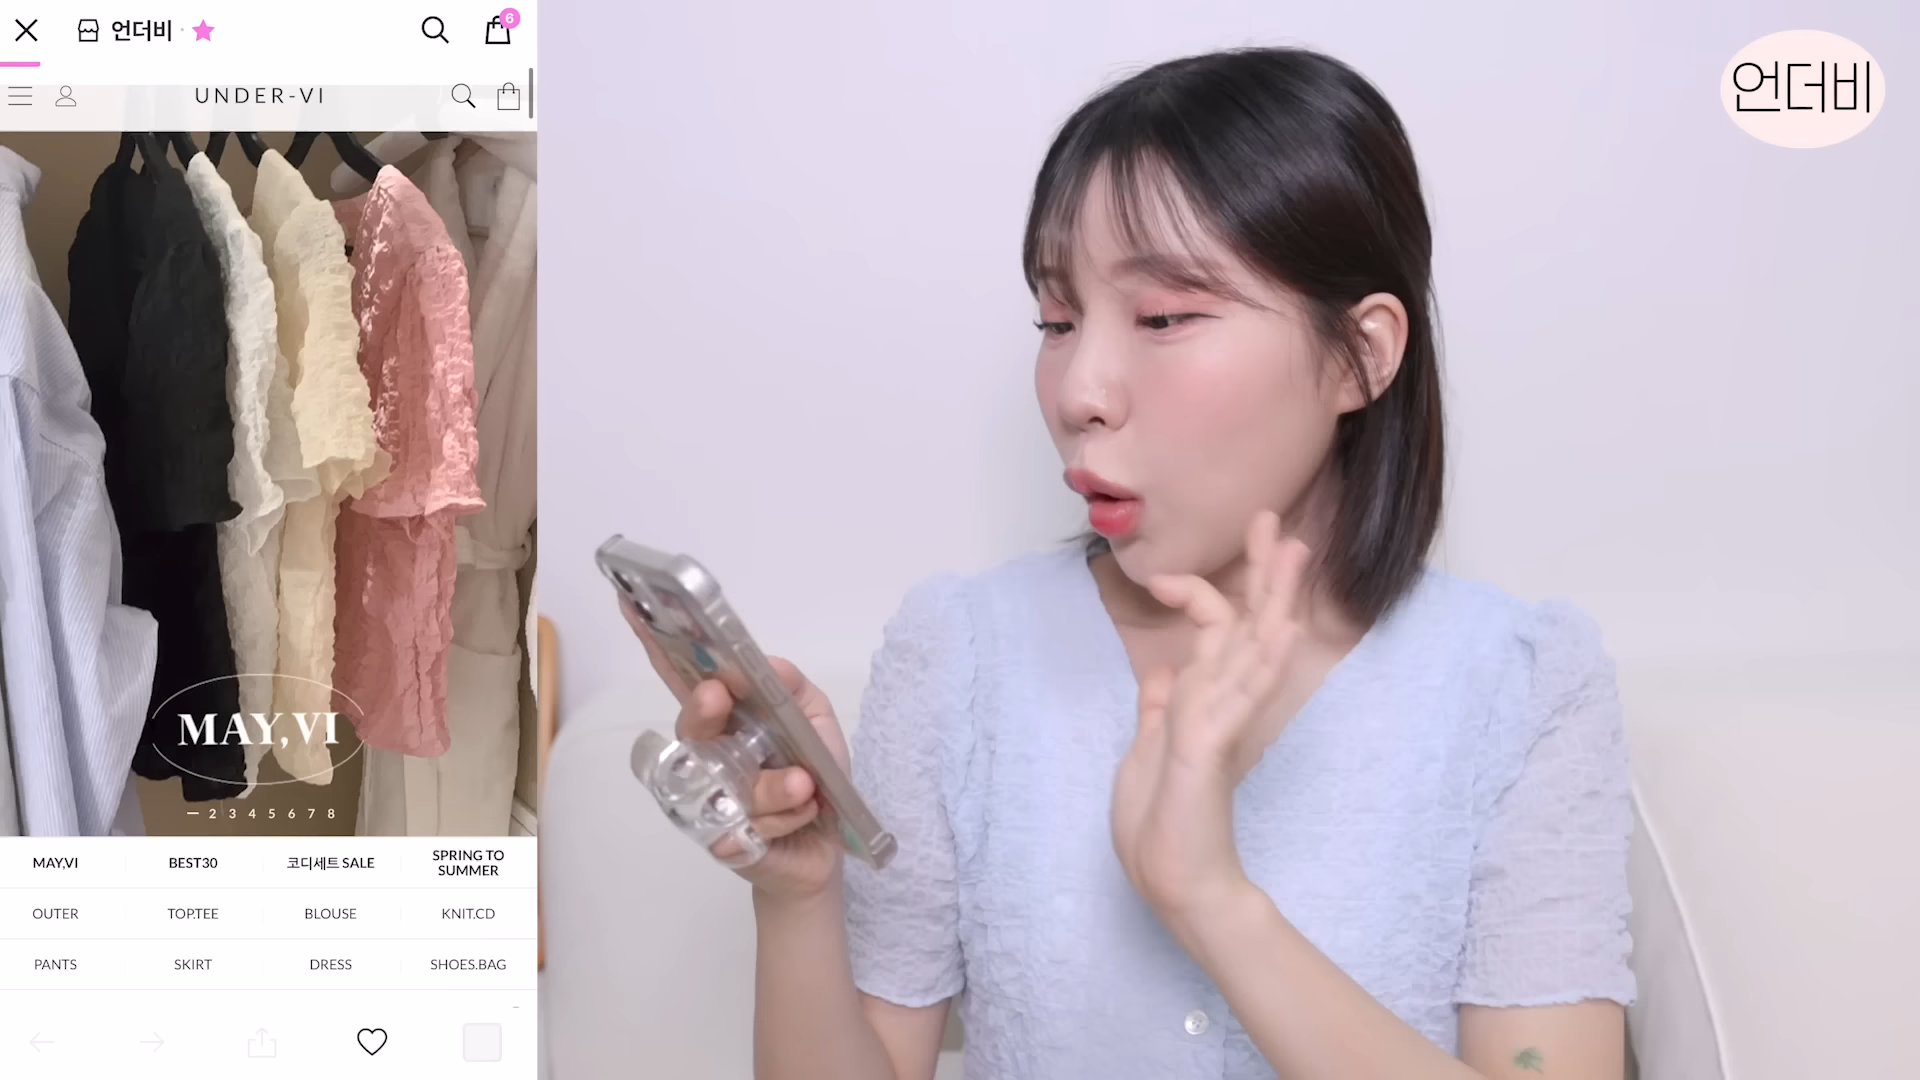 언더비
6
UNDER-VI
MAY,VI
2 3 4 5 6 7 8
MAY,VI BEST30 코디세트 SALE SPRING TO SUMMER
OUTER TOP.TEE BLOUSE KNIT.CD
PANTS SKIRT DRESS SHOES.BAG
언더비